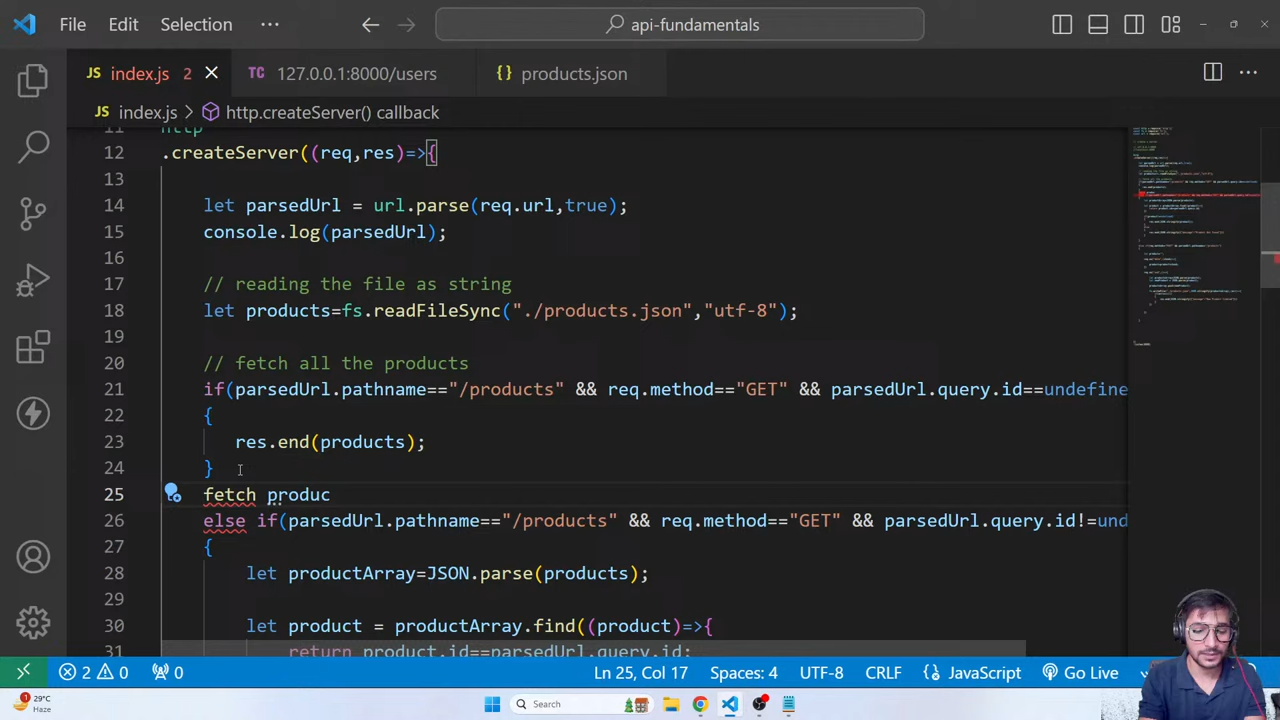 File Edit Selection ··· api-fundamentals
JS index.js 2 TC 127.0.0.1:8000/users {} products.json
JS index.js > http.createServer() callback
11 http
12 .createServer((req,res)=>{
13
14 let parsedUrl = url.parse(req.url,true);
15 console.log(parsedUrl);
16
17 // reading the file as string
18 let products=fs.readFileSync("./products.json","utf-8");
19
20 // fetch all the products
21 if(parsedUrl.pathname=="/products" && req.method=="GET" && parsedUrl.query.id==undefine
22 {
23 res.end(products);
24 }
25 fetch produc
26 else if(parsedUrl.pathname=="/products" && req.method=="GET" && parsedUrl.query.id!=und
27 {
28 let productArray=JSON.parse(products);
29
30 let product = productArray.find((product)=>{
31 return product.id==parsedUrl.query.id;
2 0 0 Ln 25, Col 17 Spaces: 4 UTF-8 CRLF {} JavaScript Go Live
29°C
Haze
Search